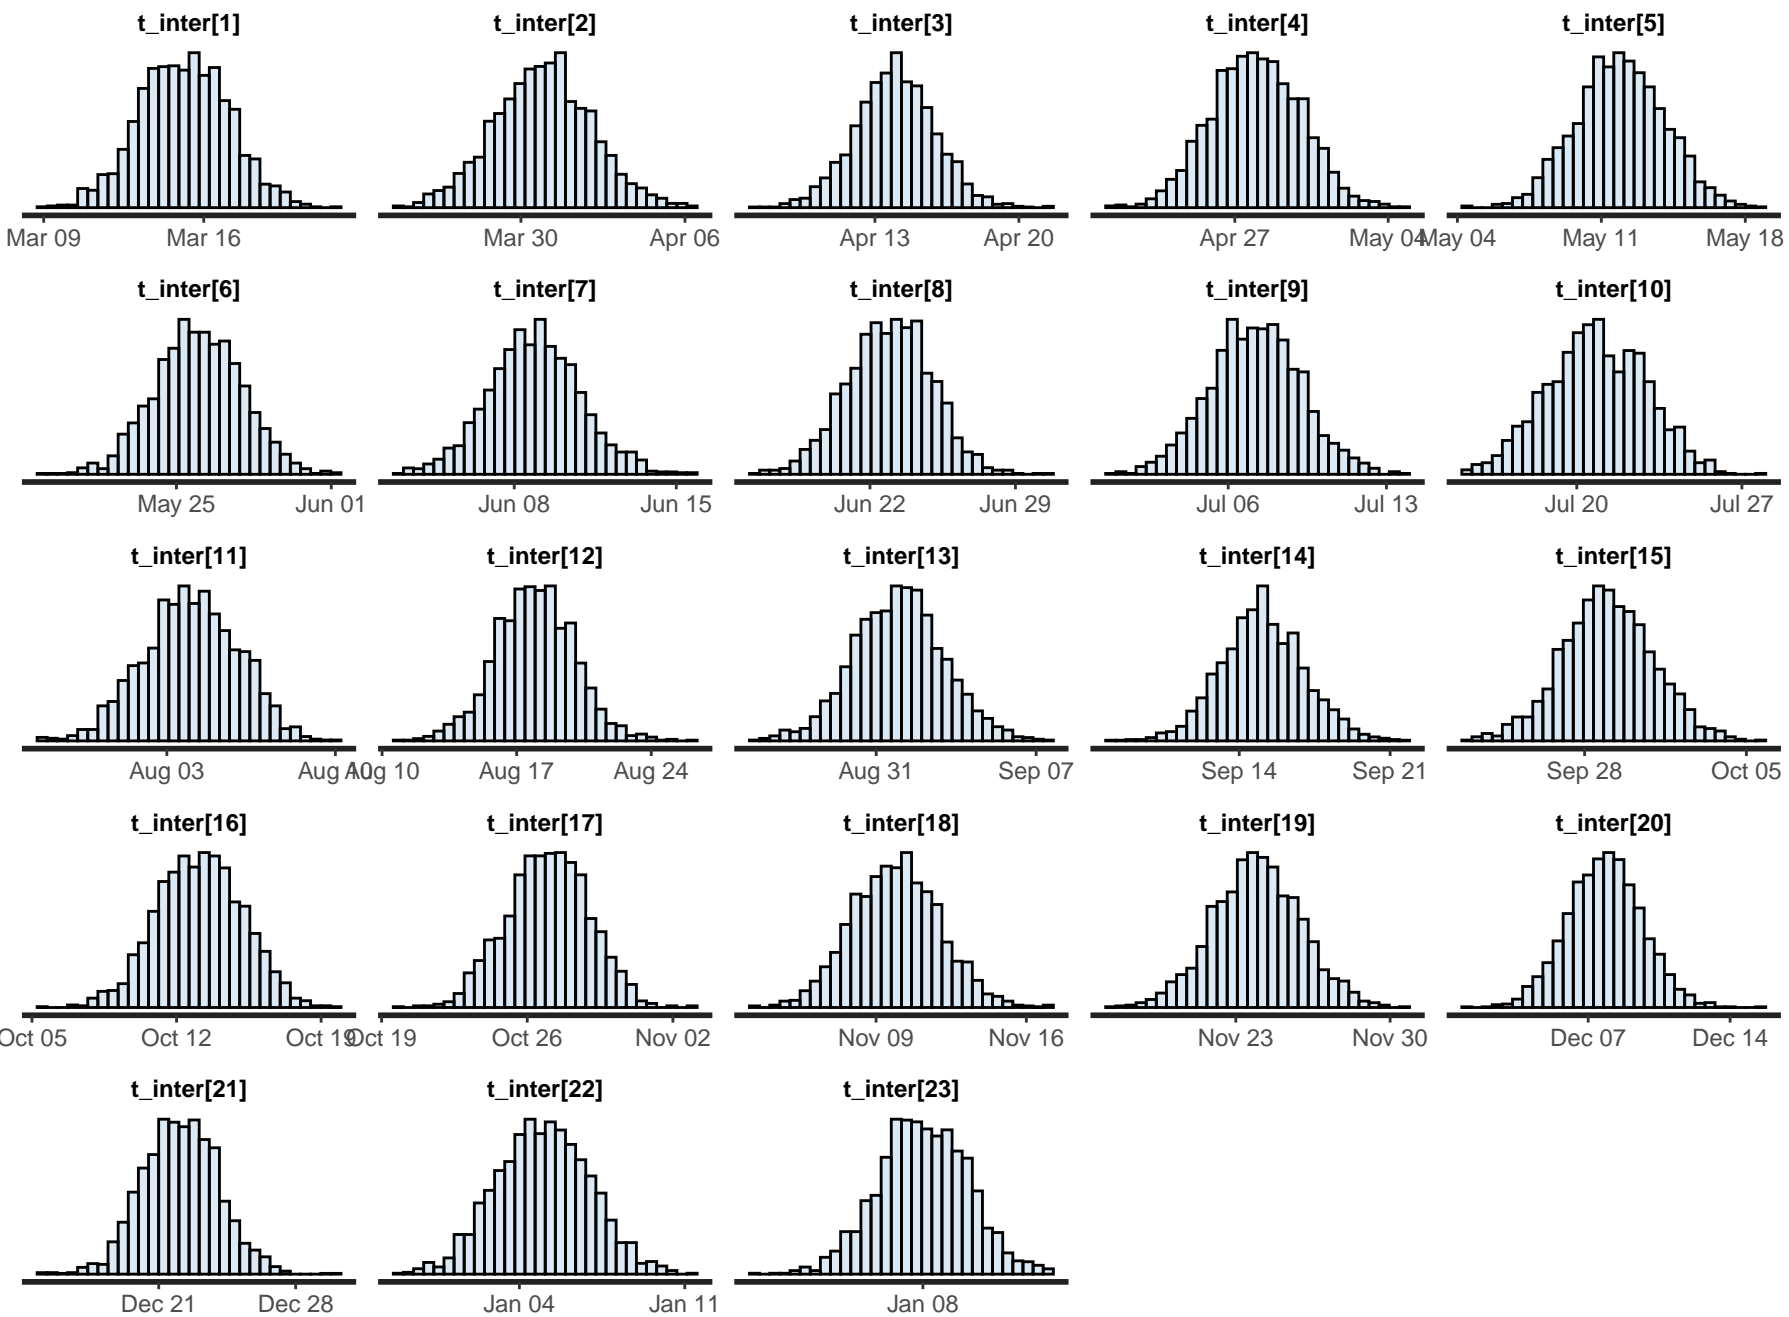 t_inter[1] t_inter[2] t_inter[3] t_inter[4] t_inter[5]
Mar 09 Mar 16 Mar 30 Apr 06 Apr 13 Apr 20 Apr 27 May 04 May 04 May 11 May 18
t_inter[6] t_inter[7] t_inter[8] t_inter[9] t_inter[10]
May 25 Jun 01 Jun 08 Jun 15 Jun 22 Jun 29 Jul 06 Jul 13 Jul 20 Jul 27
t_inter[11] t_inter[12] t_inter[13] t_inter[14] t_inter[15]
Aug 03 Aug 10 Aug 10 Aug 17 Aug 24 Aug 31 Sep 07 Sep 14 Sep 21 Sep 28 Oct 05
t_inter[16] t_inter[17] t_inter[18] t_inter[19] t_inter[20]
Oct 05 Oct 12 Oct 19 Oct 19 Oct 26 Nov 02 Nov 09 Nov 16 Nov 23 Nov 30 Dec 07 Dec 14
t_inter[21] t_inter[22] t_inter[23]
Dec 21 Dec 28 Jan 04 Jan 11 Jan 08